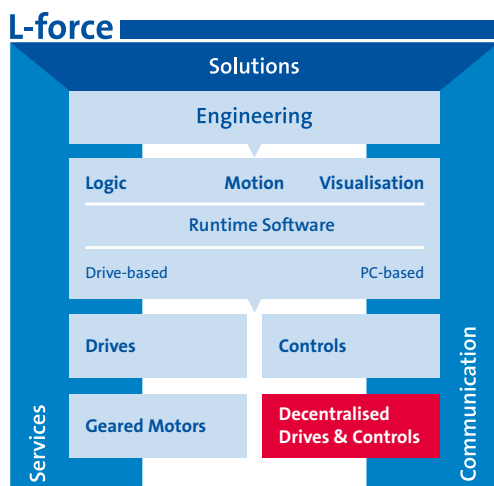 L-force
Solutions
Engineering
Logic Motion Visualisation
Runtime Software
Drive-based PC-based
Drives Controls
Geared Motors Decentralised
Drives & Controls
Services
Communication